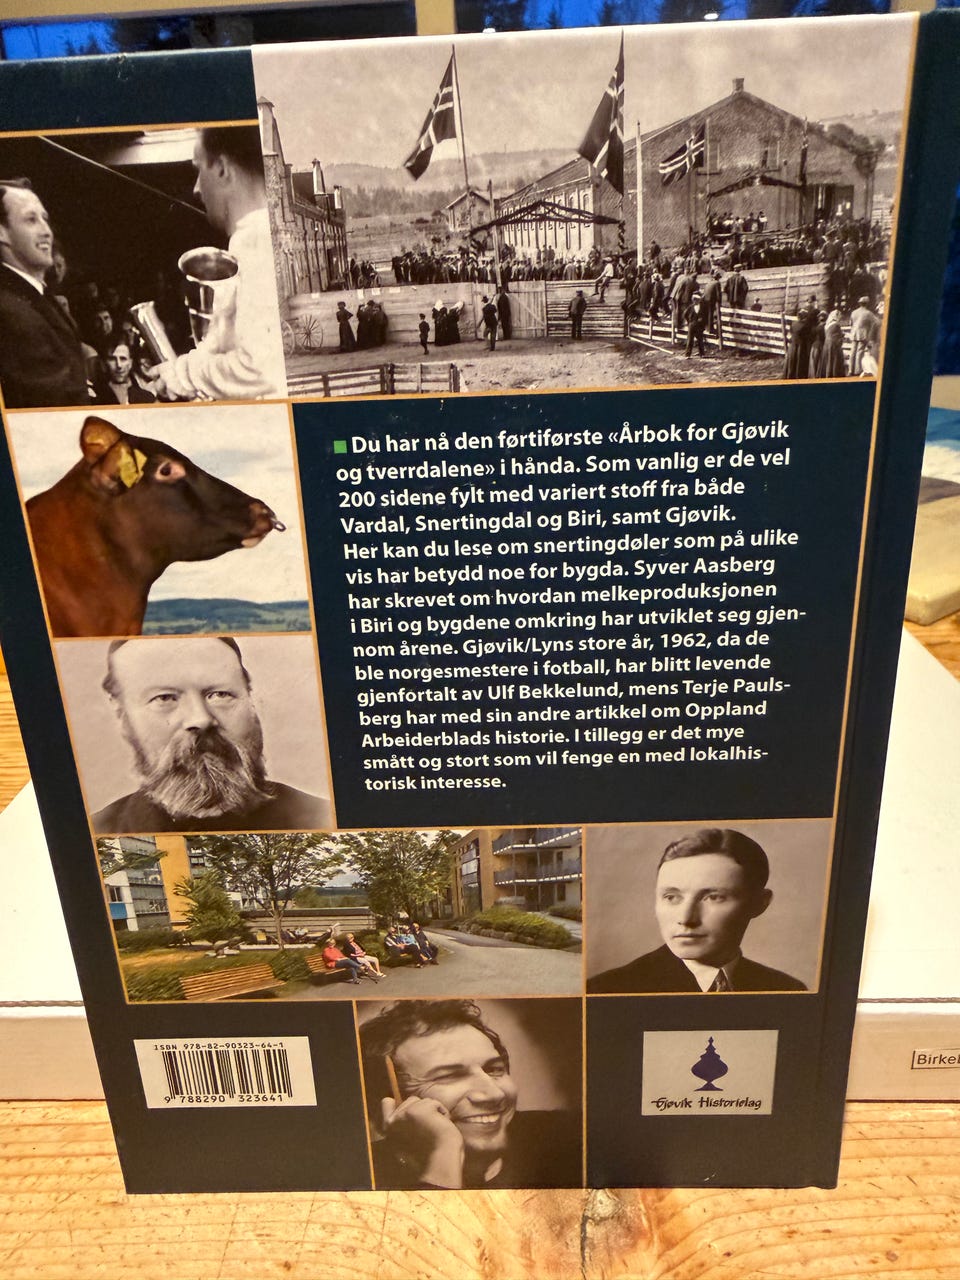 Du har nå den førtiførste «Årbok for Gjøvik
og tverrdalene» i hånda. Som vanlig er de vel
200 sidene fylt med variert stoff fra både
Vardal, Snertingdal og Biri, samt Gjøvik.
Her kan du lese om snertingdøler som på ulike
vis har betydd noe for bygda. Syver Aasberg
har skrevet om hvordan melkeproduksjonen
i Biri og bygdene omkring har utviklet seg gjen-
nom årene. Gjøvik/Lyns store år, 1962, da de
ble norgesmestere i fotball, har blitt levende
gjenfortalt av Ulf Bekkelund, mens Terje Pauls-
berg har med sin andre artikkel om Oppland
Arbeiderblads historie. I tillegg er det mye
smått og stort som vil fenge en med lokalhis-
torisk interesse.
ISBN 978-82-90323-64-1
9 788290 323641
Gjøvik Historielag